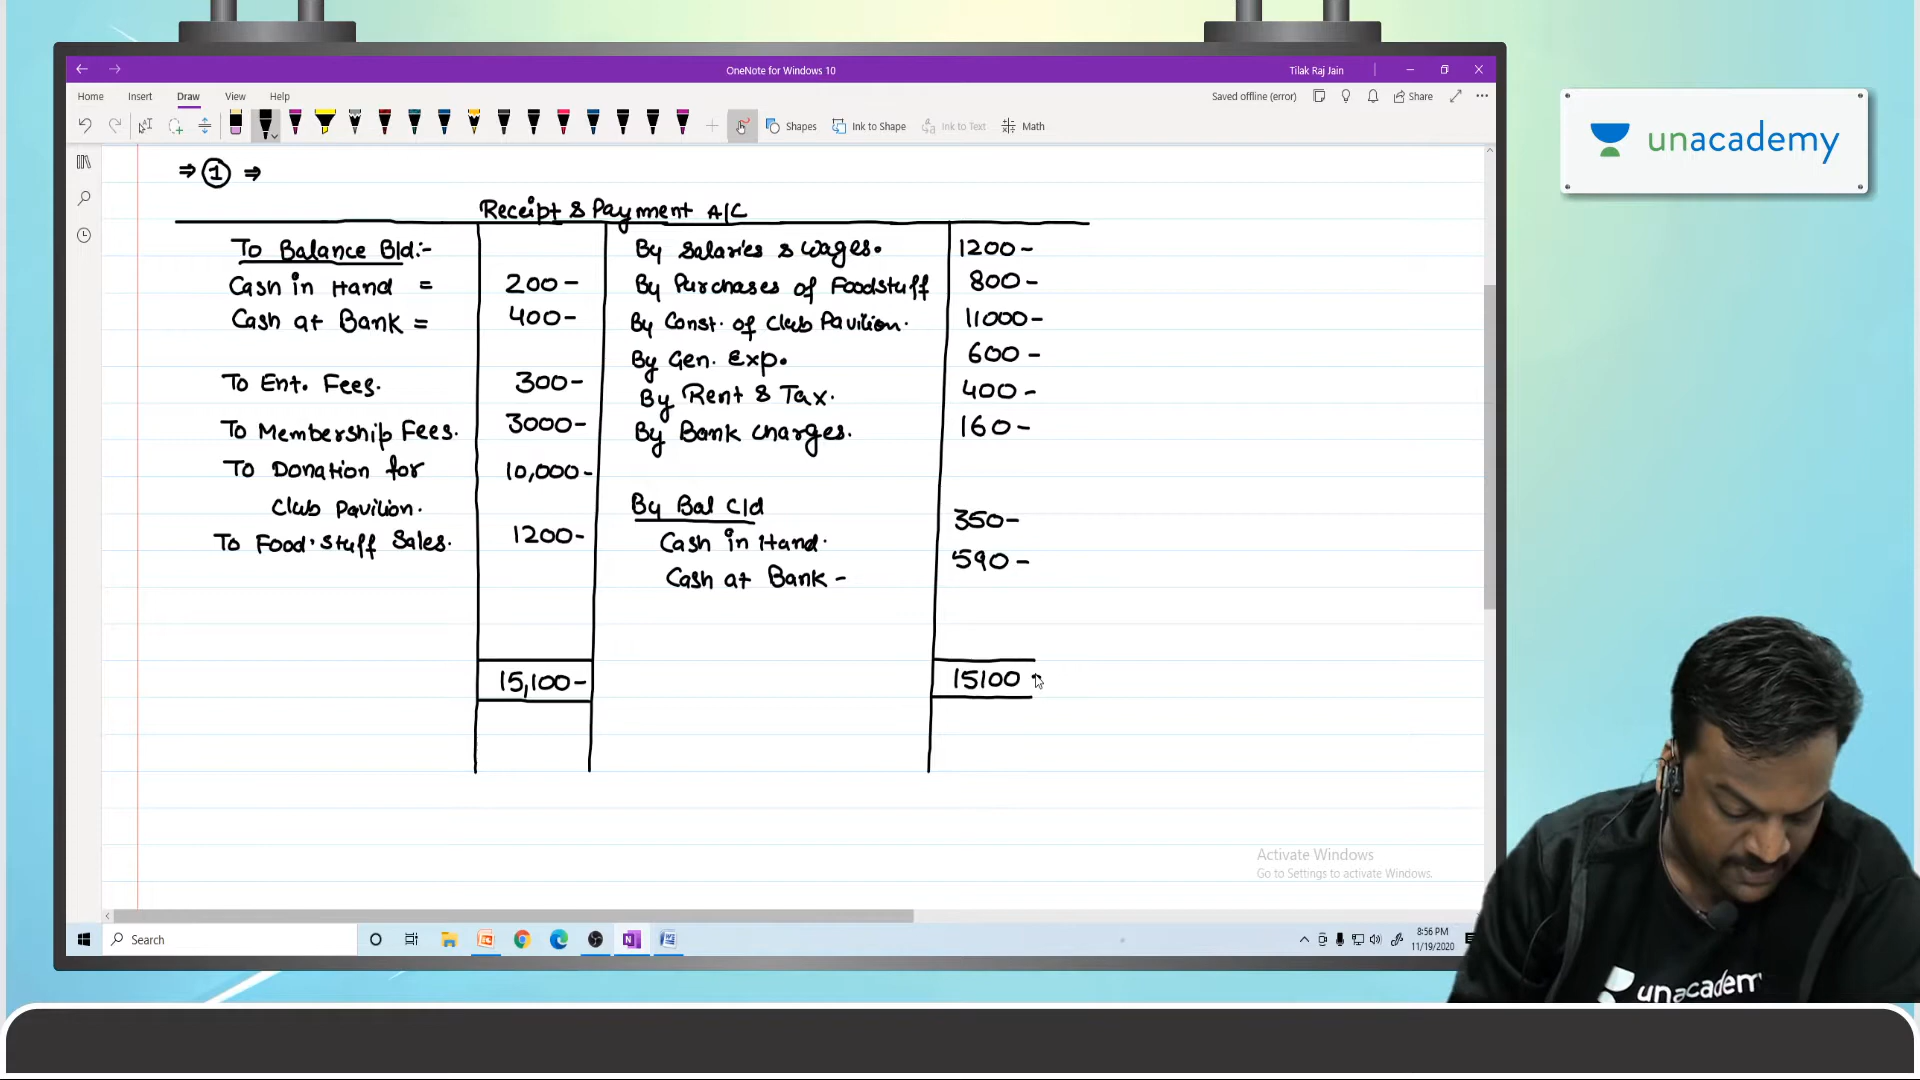 OneNote for Windows 10
Tilak Raj Jain
Home Insert Draw View Help
Saved offline (error)
Share
Shapes
Ink to Shape
Ink to Text
Math
unacademy
⇒ ① ⇒
Receipt & Payment A/C
To Balance B/d:-
By Salaries & Wages. 1200-
Cash in Hand = 200-
By Purchases of Foodstuff 800-
Cash at Bank = 400-
By Const. of Club Pavilion. 11000-
By Gen. Exp. 600-
To Ent. Fees. 300-
By Rent & Tax. 400-
To Membership Fees. 3000-
By Bank charges. 160-
To Donation for 10,000-
Club Pavilion.
By Bal C/d
To Food·Stuff Sales. 1200-
350-
Cash in Hand.
590-
Cash at Bank -
15,100-
15100 -
Activate Windows
Go to Settings to activate Windows.
Search
8:56 PM
11/19/2020
unacadem